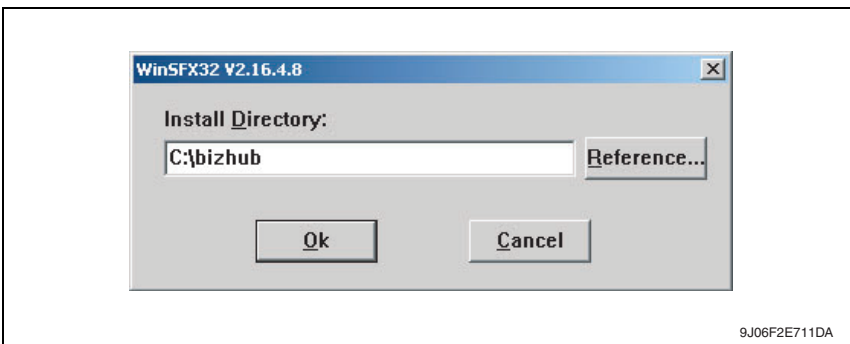 WinSFX32 V2.16.4.8
Install Directory:
C:\bizhub
Reference...
Ok
Cancel
9J06F2E711DA